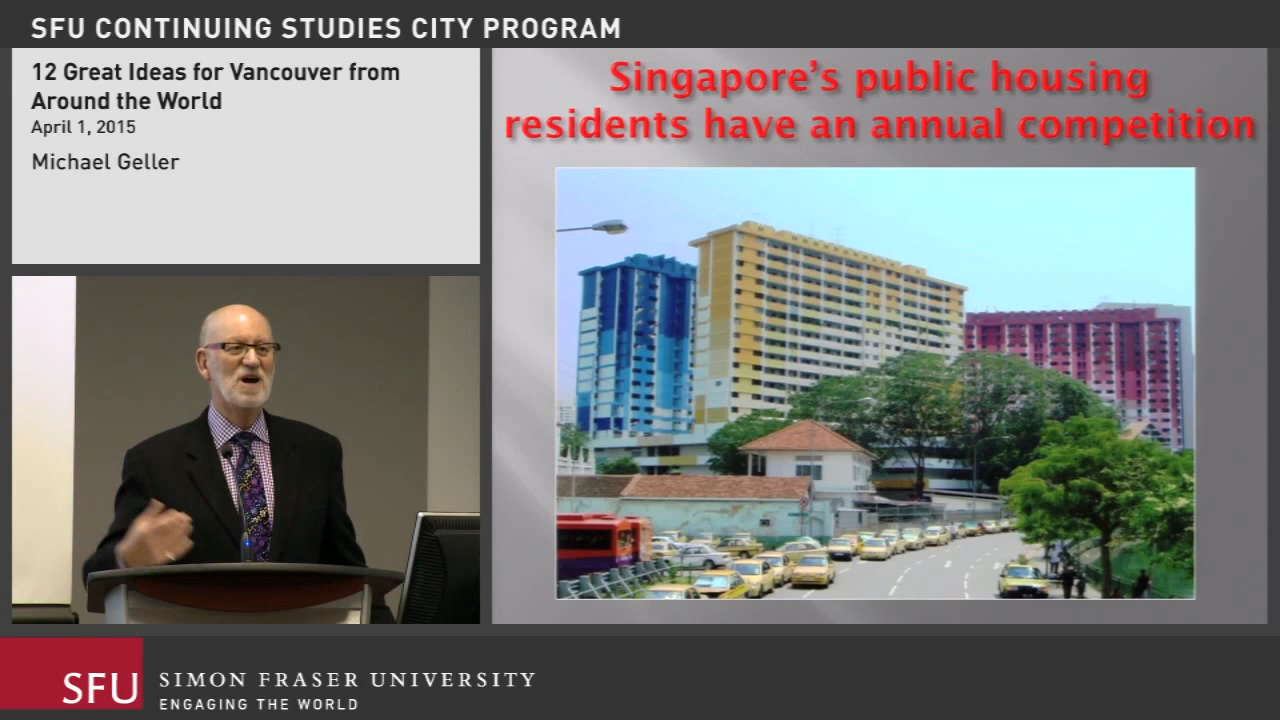 SFU CONTINUING STUDIES CITY PROGRAM
12 Great Ideas for Vancouver from
Around the World
April 1, 2015
Michael Geller
Singapore’s public housing
residents have an annual competition
SFU
SIMON FRASER UNIVERSITY
ENGAGING THE WORLD